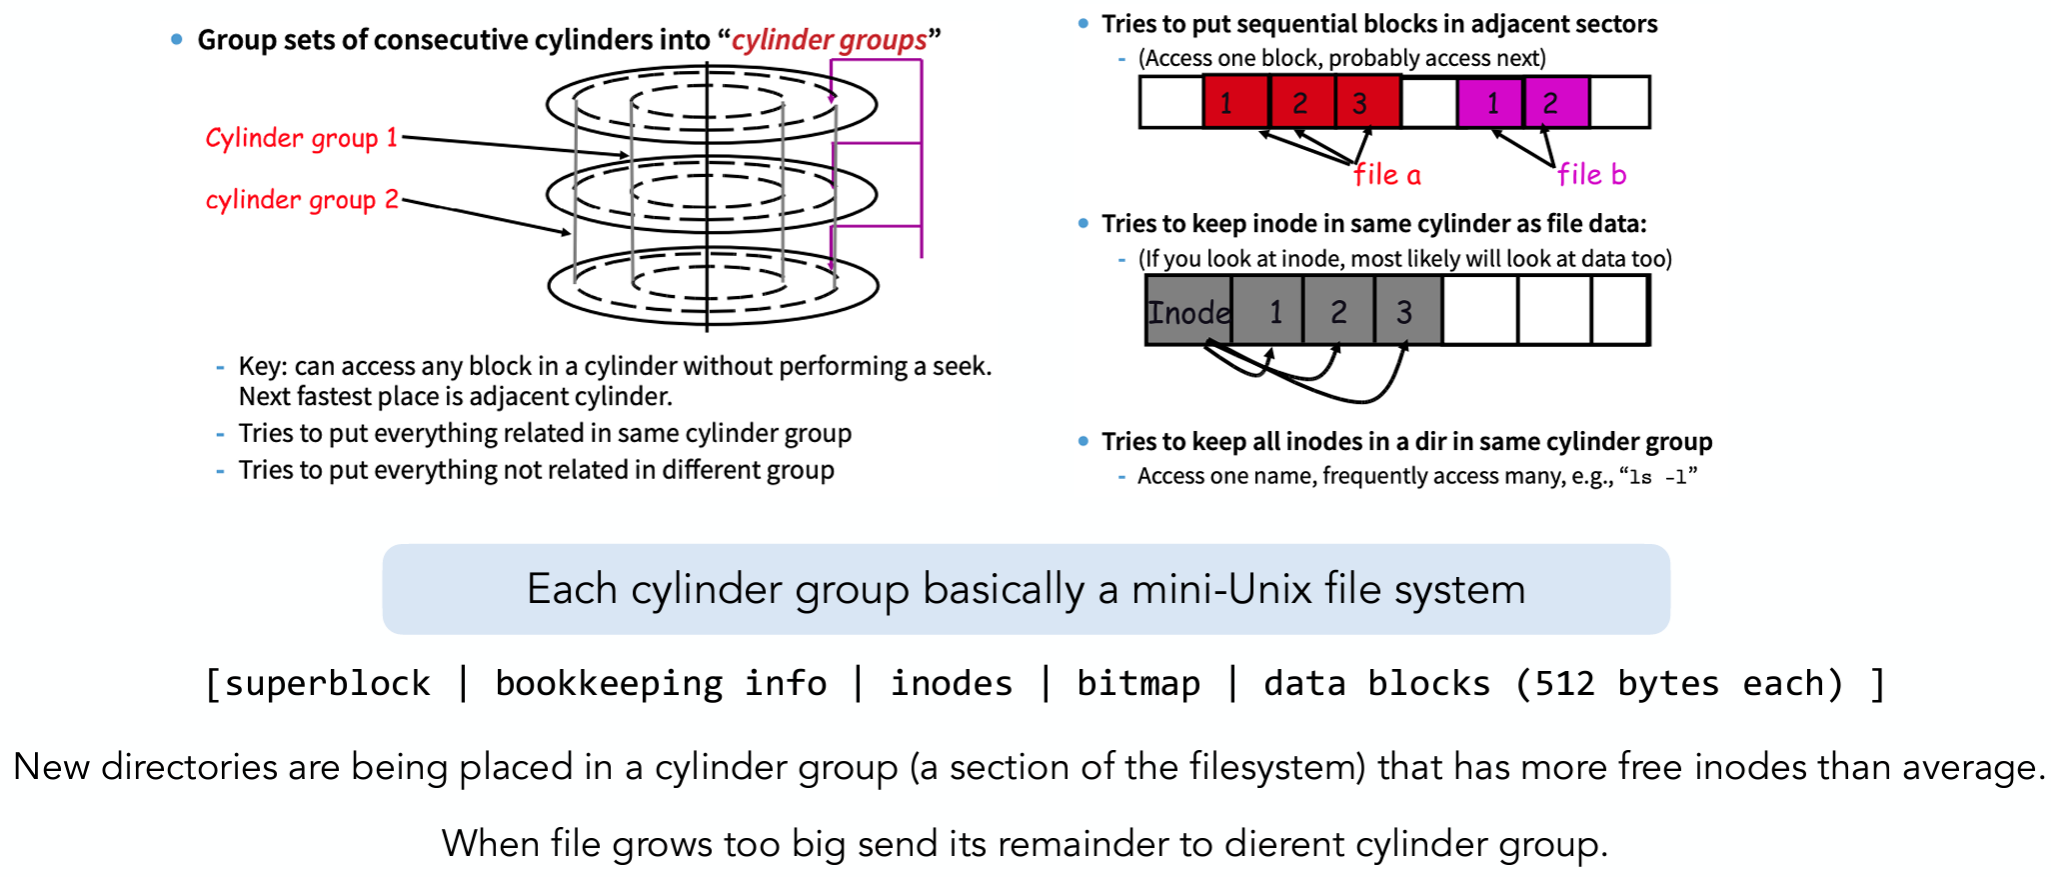 • Group sets of consecutive cylinders into “cylinder groups”
Cylinder group 1
cylinder group 2
- Key: can access any block in a cylinder without performing a seek.
Next fastest place is adjacent cylinder.
- Tries to put everything related in same cylinder group
- Tries to put everything not related in different group
• Tries to put sequential blocks in adjacent sectors
- (Access one block, probably access next)
1 2 3 1 2
file a file b
• Tries to keep inode in same cylinder as file data:
- (If you look at inode, most likely will look at data too)
Inode 1 2 3
• Tries to keep all inodes in a dir in same cylinder group
- Access one name, frequently access many, e.g., “ls -l”
Each cylinder group basically a mini-Unix file system
[superblock | bookkeeping info | inodes | bitmap | data blocks (512 bytes each) ]
New directories are being placed in a cylinder group (a section of the filesystem) that has more free inodes than average.
When file grows too big send its remainder to dierent cylinder group.